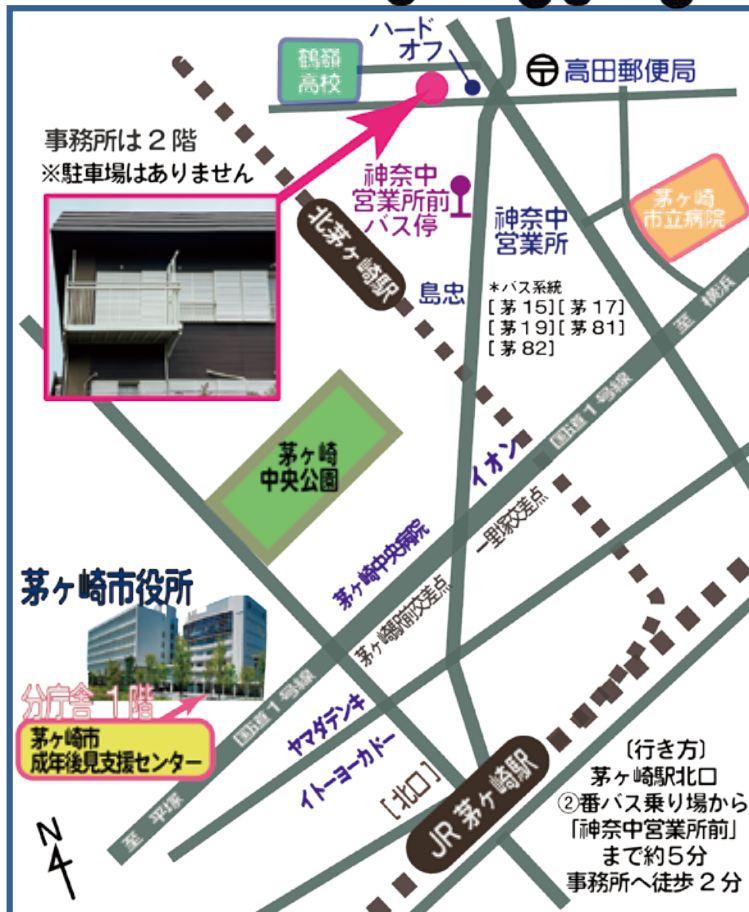 ハード
オフ
鶴嶺
高校
〒高田郵便局
事務所は2階
※駐車場はありません
神奈中
営業所前
バス停
神奈中
営業所
茅ヶ崎
市立病院
北茅ヶ崎駅
島忠
*バス系統
[茅15][茅17]
[茅19][茅81]
[茅82]
至 横浜
国道1号線
イオン
一里塚交差点
茅ヶ崎
中央公園
茅ヶ崎中央病院
茅ヶ崎駅前交差点
茅ヶ崎市役所
分庁舎 1階
茅ヶ崎市
成年後見支援センター
国道1号線
ヤマダデンキ
イトーヨーカドー
至 平塚
[北口]
JR 茅ヶ崎駅
N
〔行き方〕
茅ヶ崎駅北口
②番バス乗り場から
「神奈中営業所前」
まで約5分
事務所へ徒歩2分